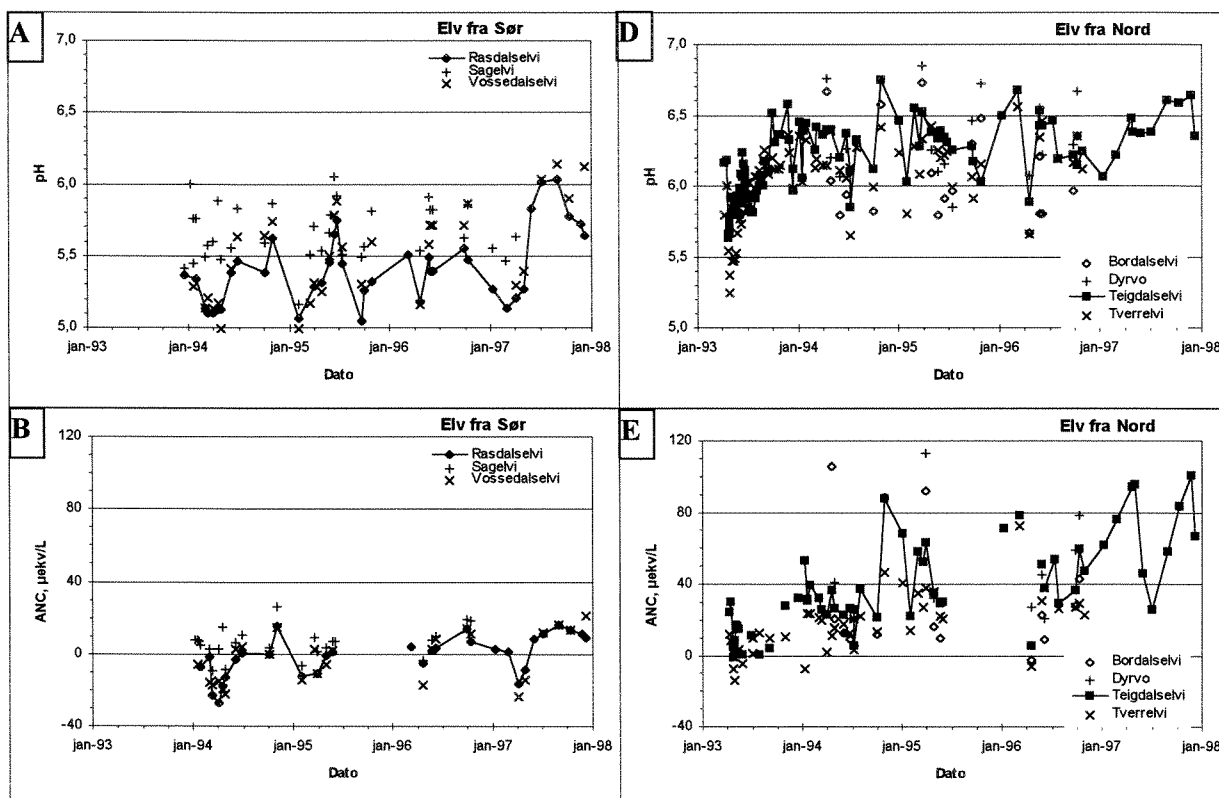 A
Elv fra Sør
Rasdalselvi
Sagelvi
Vossedalselvi
7,0
6,5
6,0
5,5
5,0
pH
jan-93
jan-94
jan-95
jan-96
jan-97
jan-98
Dato
D
Elv fra Nord
7,0
6,5
6,0
5,5
5,0
pH
Bordalselvi
Dyrvo
Teigdalselvi
Tverrelvi
jan-93
jan-94
jan-95
jan-96
jan-97
jan-98
Dato
B
Elv fra Sør
Rasdalselvi
Sagelvi
Vossedalselvi
120
80
40
0
-40
ANC, µekv/L
jan-93
jan-94
jan-95
jan-96
jan-97
jan-98
Dato
E
Elv fra Nord
120
80
40
0
-40
ANC, µekv/L
Bordalselvi
Dyrvo
Teigdalselvi
Tverrelvi
jan-93
jan-94
jan-95
jan-96
jan-97
jan-98
Dato